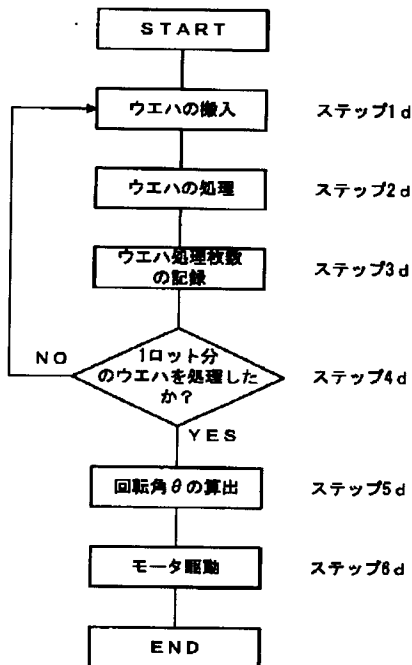 START
ウエハの搬入 ステップ1d
ウエハの処理 ステップ2d
ウエハ処理枚数
の記録 ステップ3d
1ロット分
のウエハを処理した
か? ステップ4d
NO
YES
回転角θの算出 ステップ5d
モータ駆動 ステップ6d
END